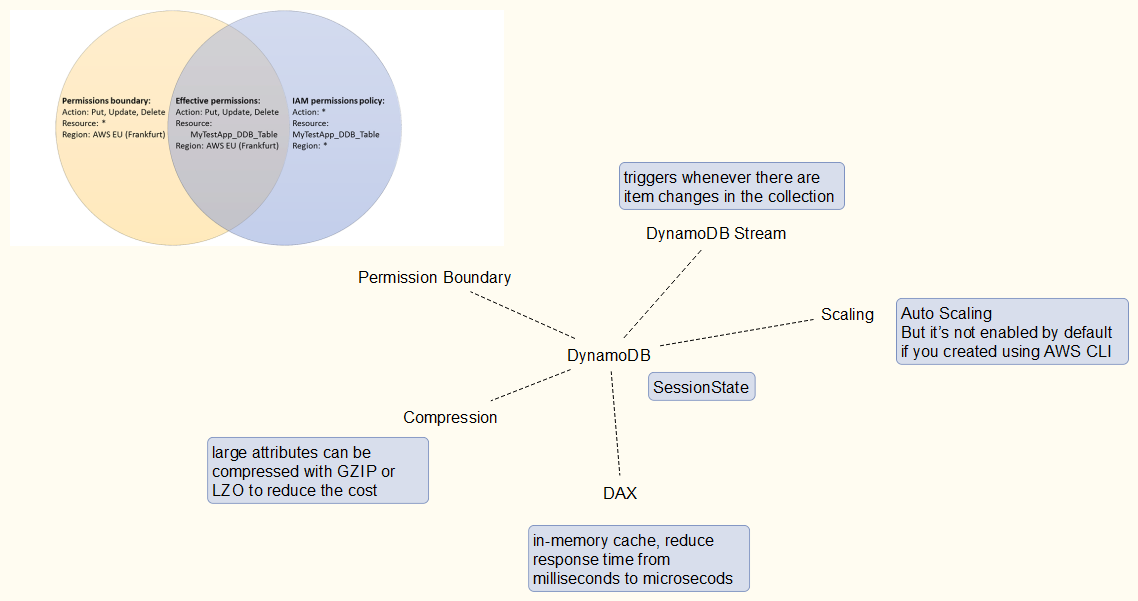 Permissions boundary:
Action: Put, Update, Delete
Resource: *
Region: AWS EU (Frankfurt)
Effective permissions:
Action: Put, Update, Delete
Resource:
MyTestApp_DDB_Table
Region: AWS EU (Frankfurt)
IAM permissions policy:
Action: *
Resource:
MyTestApp_DDB_Table
Region: *
triggers whenever there are
item changes in the collection
DynamoDB Stream
Permission Boundary
Scaling
Auto Scaling
But it’s not enabled by default
if you created using AWS CLI
DynamoDB
SessionState
Compression
large attributes can be
compressed with GZIP or
LZO to reduce the cost
DAX
in-memory cache, reduce
response time from
milliseconds to microsecods